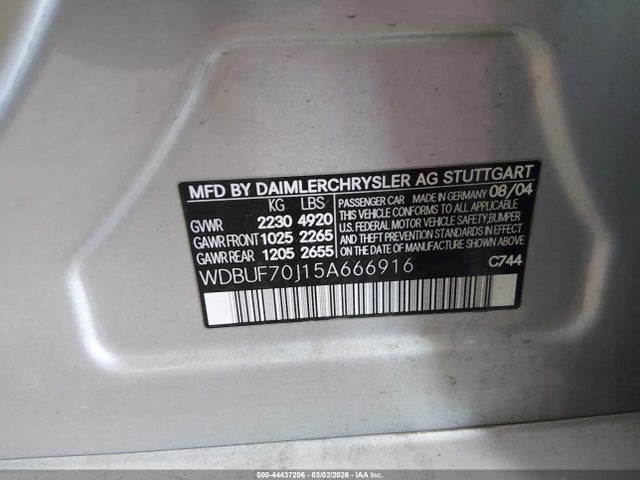 MFD BY DAIMLERCHRYSLER AG STUTTGART
KG LBS
GVWR 2230 4920
GAWR FRONT 1025 2265
GAWR REAR 1205 2655
PASSENGER CAR MADE IN GERMANY 08/04
THIS VEHICLE CONFORMS TO ALL APPLICABLE
U.S. FEDERAL MOTOR VEHICLE SAFETY, BUMPER
AND THEFT PREVENTION STANDARDS IN EFFECT
ON THE DATE OF MANUFACTURE SHOWN ABOVE.
WDBUF70J15A666916
C744
000-44437206 - 03/02/2026 - IAAI.COM